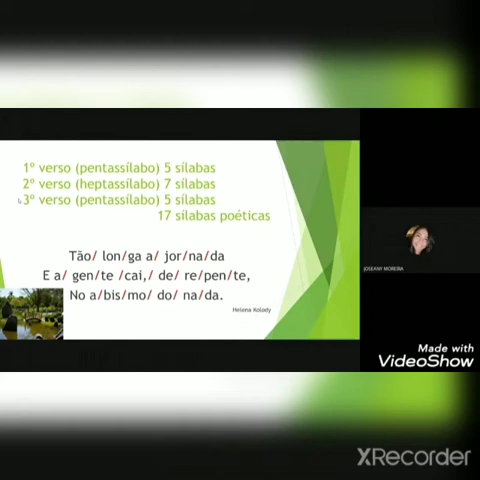 1º verso (pentassílabo) 5 sílabas
2º verso (heptassílabo) 7 sílabas
3º verso (pentassílabo) 5 sílabas
17 sílabas poéticas
Tão/ lon/ga a/ jor/na/da
E a/ gen/te /cai,/ de/ re/pen/te,
No a/bis/mo/ do/ na/da.
Helena Kolody
JOSEANY MOREIRA
Made with
VideoShow
XRecorder